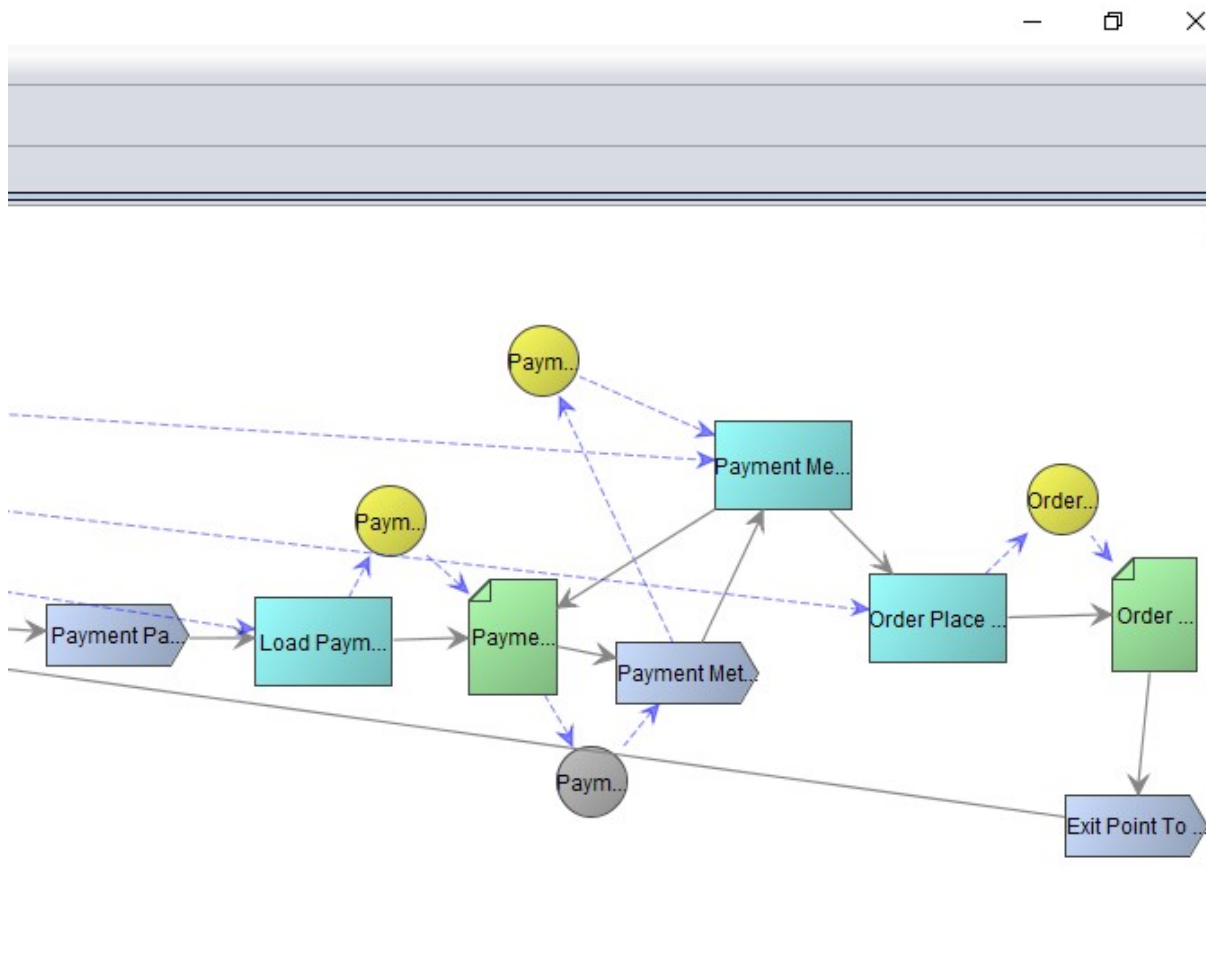 Paym...
Payment Me...
Paym...
Order...
Payment Pa...
Load Paym...
Payme...
Payment Met...
Order Place ...
Order ...
Paym...
Exit Point To ...